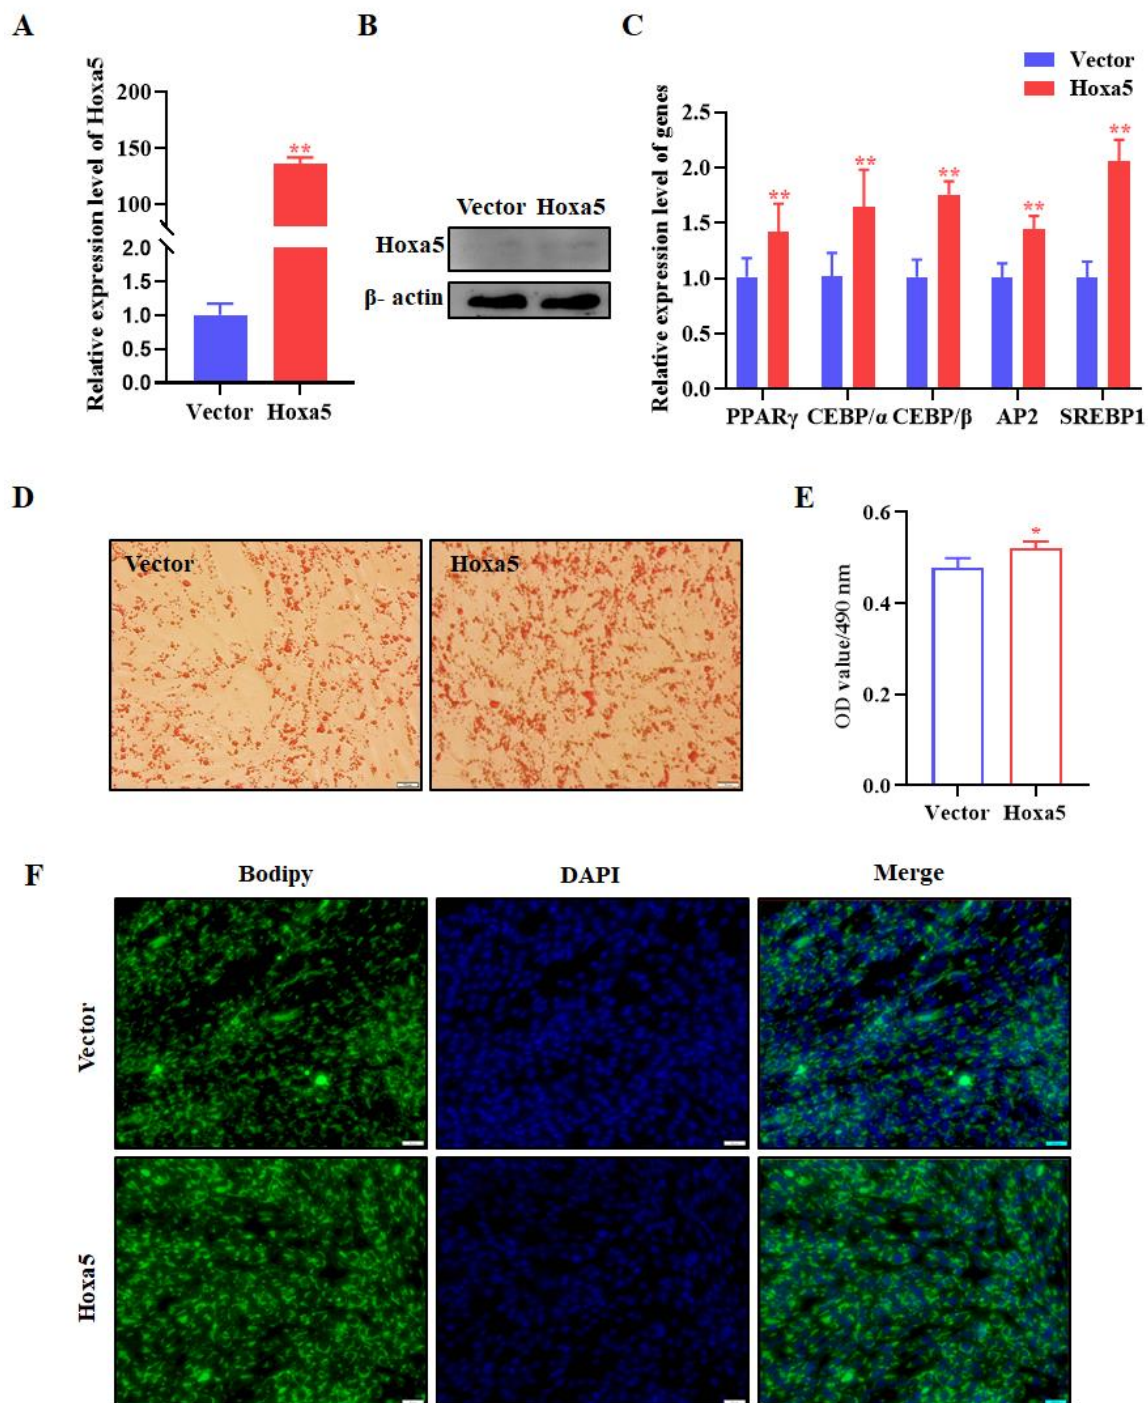 A
Relative expression level of Hoxa5
200
150
100
2.0
1.5
1.0
0.5
0.0
**
Vector Hoxa5
B
Vector Hoxa5
Hoxa5
β- actin
C
Vector
Hoxa5
Relative expression level of genes
2.5
2.0
1.5
1.0
0.5
0.0
** ** ** ** **
PPARγ CEBP/α CEBP/β AP2 SREBP1
D
Vector
Hoxa5
E
OD value/490 nm
0.6
0.4
0.2
0.0
*
Vector Hoxa5
F
Bodipy DAPI Merge
Vector
Hoxa5